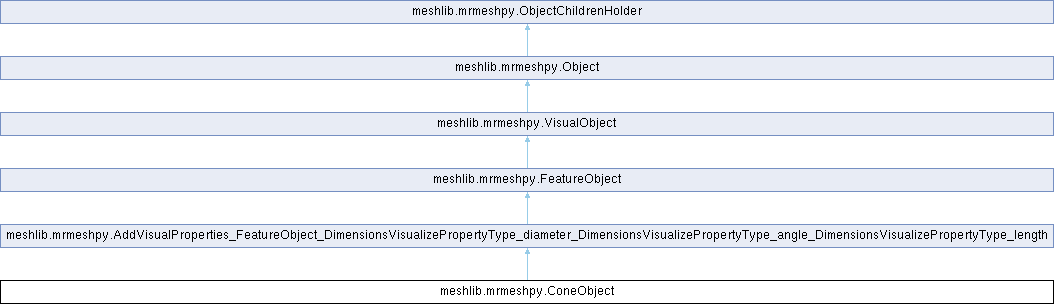 meshlib.mrmeshpy.ObjectChildrenHolder
meshlib.mrmeshpy.Object
meshlib.mrmeshpy.VisualObject
meshlib.mrmeshpy.FeatureObject
meshlib.mrmeshpy.AddVisualProperties_FeatureObject_DimensionsVisualizePropertyType_diameter_DimensionsVisualizePropertyType_angle_DimensionsVisualizePropertyType_length
meshlib.mrmeshpy.ConeObject